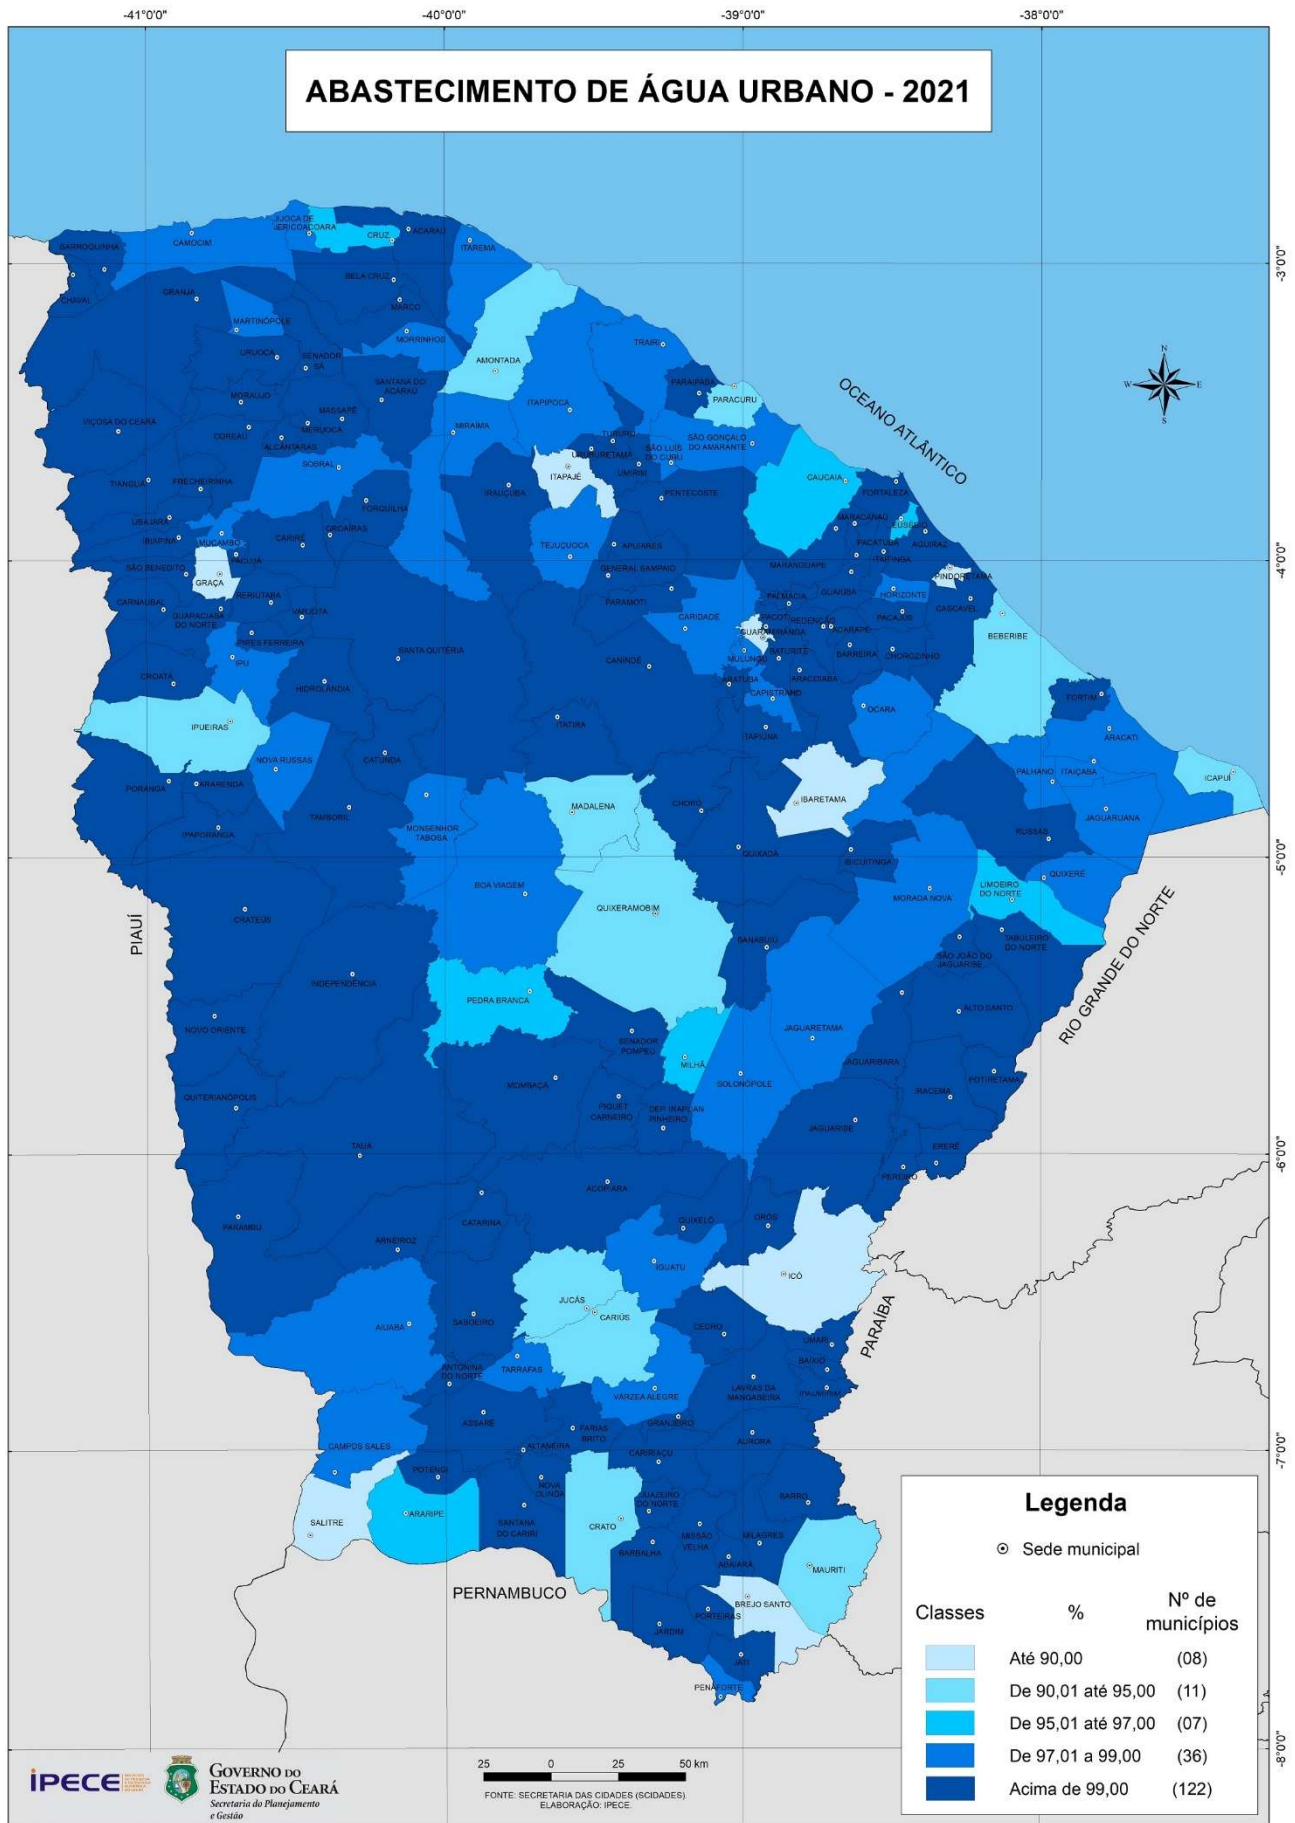 -41°0'0"
-40°0'0"
-39°0'0"
-38°0'0"
ABASTECIMENTO DE ÁGUA URBANO - 2021
JIJOCA DE
JERICOACOARA
CRUZ
ACARAÚ
BARROQUINHA
CAMOCIM
ITAREMA
-3°0'0"
CHAVAL
GRANJA
BELA CRUZ
MARCO
MARTINÓPOLE
MORRINHOS
URUOCA
SENADOR
SÁ
AMONTADA
TRAIRI
N
W
E
S
OCEANO ATLÂNTICO
MORAÚJO
SANTANA DO
ACARAÚ
PARAIPABA
PARACURU
MASSAPÊ
ITAPIPOCA
VIÇOSA DO CEARÁ
COREAÚ
MERUOCA
ALCÂNTARAS
MIRAÍMA
TURURU
URUBURETAMA
SÃO LUÍS
DO CURU
SÃO GONÇALO
DO AMARANTE
SOBRAL
UMIRIM
TIANGUÁ
FRECHEIRINHA
ITAPAJÉ
CAUCAIA
IRAUÇUBA
PENTECOSTE
FORTALEZA
FORQUILHA
UBAJARA
IBIAPINA
MUCAMBO
CARIRÉ
GROAÍRAS
MARACANAÚ
EUSÉBIO
AQUIRAZ
PACUJÁ
TEJUÇUOCA
APUIARÉS
PACATUBA
ITAITINGA
-4°0'0"
SÃO BENEDITO
GRAÇA
GENERAL SAMPAIO
MARANGUAPE
PINDORETAMA
RERIUTABA
CARNAUBAL
GUARACIABA
DO NORTE
VARJOTA
PARAMOTI
PALMÁCIA
GUAIÚBA
HORIZONTE
CASCAVEL
CARIDADE
PACOTI
REDENÇÃO
PACAJUS
GUARAMIRANGA
ACARAPE
PIRES FERREIRA
BEBERIBE
IPU
SANTA QUITÉRIA
CANINDÉ
MULUNGU
BATURITÉ
BARREIRA
CHOROZINHO
CROATÁ
HIDROLÂNDIA
ARATUBA
ARACOIABA
CAPISTRANO
FORTIM
IPUEIRAS
ITATIRA
ITAPIÚNA
OCARA
ARACATI
NOVA RUSSAS
CATUNDA
PALHANO
ITAIÇABA
ICAPUÍ
PORANGA
ARARENDÁ
IBARETAMA
TAMBORIL
MONSENHOR
TABOSA
MADALENA
CHORÓ
JAGUARUANA
IPAPORANGA
RUSSAS
QUIXADÁ
-5°0'0"
IBICUITINGA
LIMOEIRO
DO NORTE
QUIXERÉ
BOA VIAGEM
MORADA NOVA
CRATEÚS
QUIXERAMOBIM
PIAUÍ
BANABUIÚ
TABULEIRO
DO NORTE
SÃO JOÃO DO
JAGUARIBE
RIO GRANDE DO NORTE
INDEPENDÊNCIA
PEDRA BRANCA
ALTO SANTO
NOVO ORIENTE
JAGUARETAMA
SENADOR
POMPEU
MILHÃ
JAGUARIBARA
MOMBAÇA
SOLONÓPOLE
POTIRETAMA
QUITERIANÓPOLIS
IRACEMA
PIQUET
CARNEIRO
DEP. IRAPUAN
PINHEIRO
JAGUARIBE
TAUÁ
ERERÊ
PEREIRO
-6°0'0"
ACOPIARA
PARAMBU
CATARINA
QUIXELÔ
ORÓS
ARNEIROZ
IGUATU
ICÓ
JUCÁS
CARIÚS
AIUABA
SABOEIRO
CEDRO
UMARI
PARAÍBA
BAIXIO
ANTONINA
DO NORTE
TARRAFAS
IPAUMIRIM
VÁRZEA ALEGRE
LAVRAS DA
MANGABEIRA
ASSARÉ
GRANJEIRO
FARIAS
BRITO
AURORA
-7°0'0"
CAMPOS SALES
ALTANEIRA
CARIRIAÇU
POTENGI
NOVA
OLINDA
JUAZEIRO
DO NORTE
BARRO
SALITRE
ARARIPE
SANTANA
DO CARIRI
CRATO
MISSÃO
VELHA
MILAGRES
BARBALHA
ABAIARA
MAURITI
PERNAMBUCO
BREJO SANTO
PORTEIRAS
JARDIM
JATI
PENAFORTE
-8°0'0"
Legenda
Sede municipal
Classes % Nº de
municípios
Até 90,00 (08)
De 90,01 até 95,00 (11)
De 95,01 até 97,00 (07)
De 97,01 a 99,00 (36)
Acima de 99,00 (122)
25 0 25 50 km
FONTE: SECRETARIA DAS CIDADES (SCIDADES).
ELABORAÇÃO: IPECE.
iPECE
GOVERNO DO
ESTADO DO CEARÁ
Secretaria do Planejamento
e Gestão